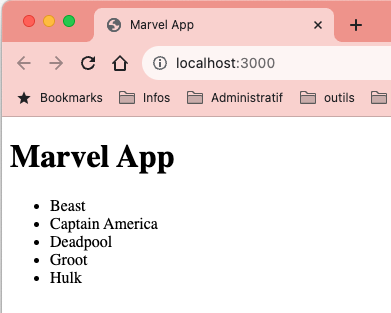 Marvel App
localhost:3000
Bookmarks Infos Administratif outils
Marvel App
Beast
Captain America
Deadpool
Groot
Hulk